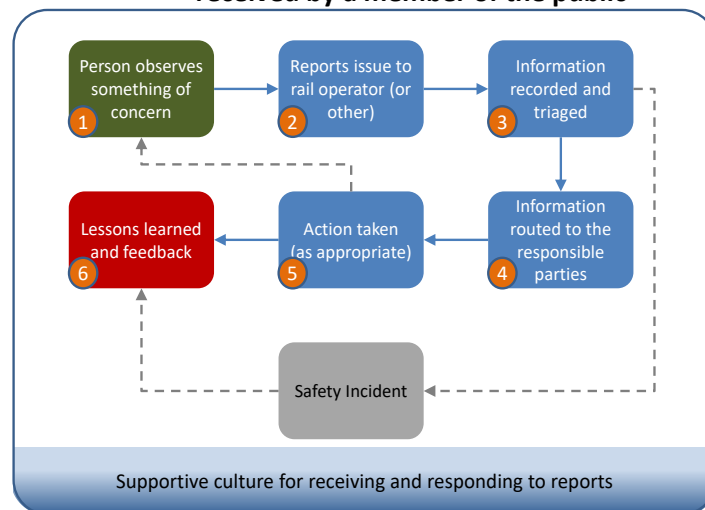 received by a member of the public
Person observes
something of
concern
1
Reports issue to
rail operator (or
other)
2
Information
recorded and
triaged
3
Lessons learned
and feedback
6
Action taken
(as appropriate)
5
Information
routed to the
responsible
parties
4
Safety Incident
Supportive culture for receiving and responding to reports